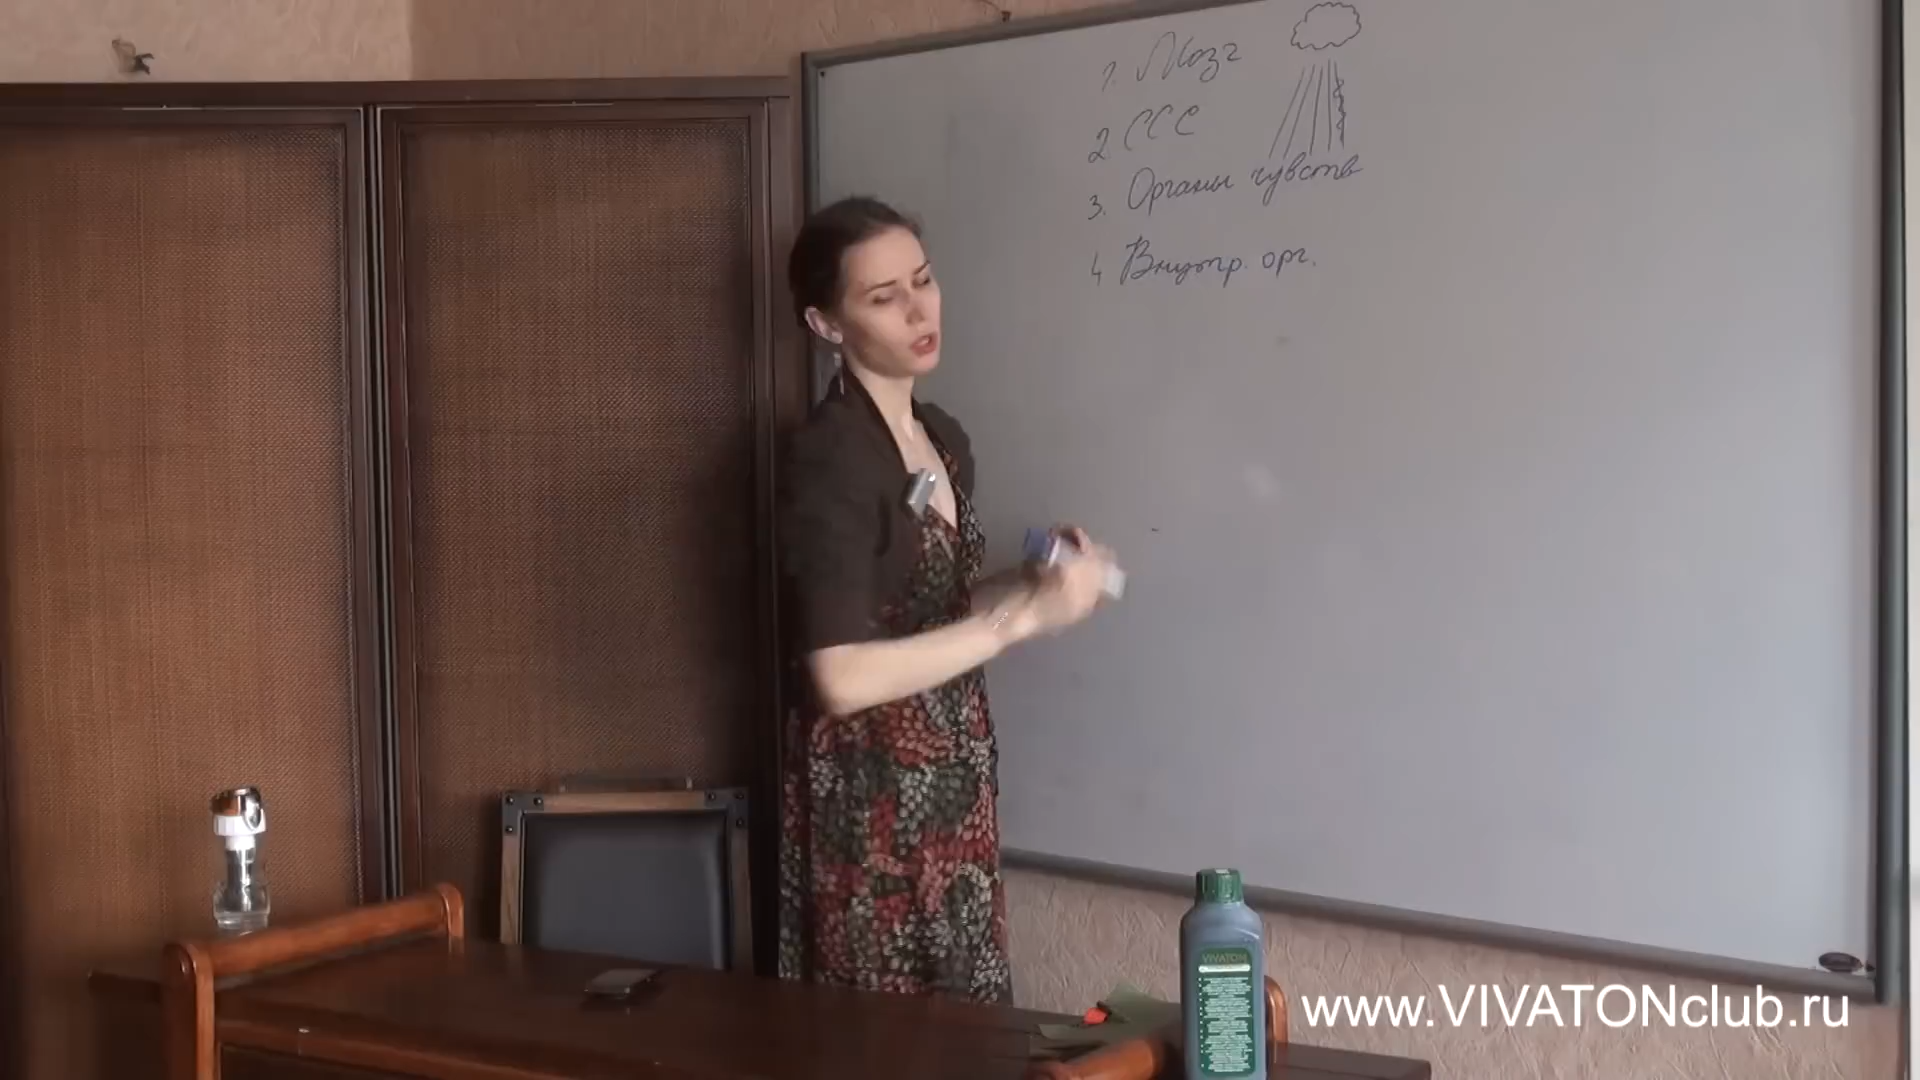 1. Мозг
2 ССС
3. Органы чувств
4 Внутр. орг.
VIVATON
www.VIVATONclub.ru